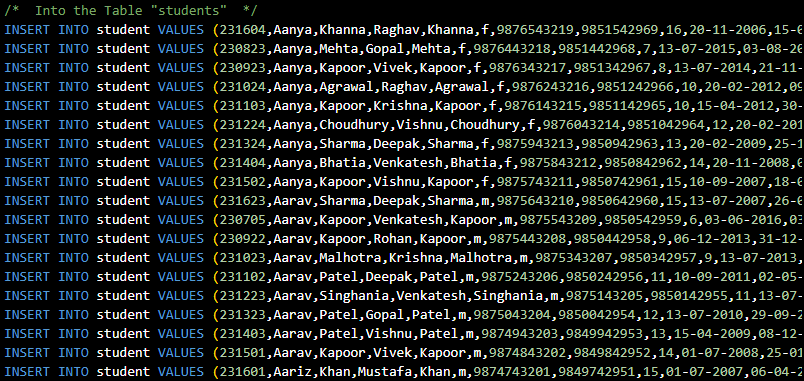 /*  Into the Table "students"  */
INSERT INTO student VALUES (231604,Aanya,Khanna,Raghav,Khanna,f,9876543219,9851542969,16,20-11-2006,15-0
INSERT INTO student VALUES (230823,Aanya,Mehta,Gopal,Mehta,f,9876443218,9851442968,7,13-07-2015,03-08-20
INSERT INTO student VALUES (230923,Aanya,Kapoor,Vivek,Kapoor,f,9876343217,9851342967,8,13-07-2014,21-11-
INSERT INTO student VALUES (231024,Aanya,Agrawal,Raghav,Agrawal,f,9876243216,9851242966,10,20-02-2012,09
INSERT INTO student VALUES (231103,Aanya,Kapoor,Krishna,Kapoor,f,9876143215,9851142965,10,15-04-2012,30-
INSERT INTO student VALUES (231224,Aanya,Choudhury,Vishnu,Choudhury,f,9876043214,9851042964,12,20-02-201
INSERT INTO student VALUES (231324,Aanya,Sharma,Deepak,Sharma,f,9875943213,9850942963,13,20-02-2009,25-1
INSERT INTO student VALUES (231404,Aanya,Bhatia,Venkatesh,Bhatia,f,9875843212,9850842962,14,20-11-2008,0
INSERT INTO student VALUES (231502,Aanya,Kapoor,Vishnu,Kapoor,f,9875743211,9850742961,15,10-09-2007,18-0
INSERT INTO student VALUES (231623,Aarav,Sharma,Deepak,Sharma,m,9875643210,9850642960,15,13-07-2007,26-0
INSERT INTO student VALUES (230705,Aarav,Kapoor,Venkatesh,Kapoor,m,9875543209,9850542959,6,03-06-2016,03
INSERT INTO student VALUES (230922,Aarav,Kapoor,Rohan,Kapoor,m,9875443208,9850442958,9,06-12-2013,31-12-
INSERT INTO student VALUES (231023,Aarav,Malhotra,Krishna,Malhotra,m,9875343207,9850342957,9,13-07-2013,
INSERT INTO student VALUES (231102,Aarav,Patel,Deepak,Patel,m,9875243206,9850242956,11,10-09-2011,02-05-
INSERT INTO student VALUES (231223,Aarav,Singhania,Venkatesh,Singhania,m,9875143205,9850142955,11,13-07-
INSERT INTO student VALUES (231323,Aarav,Patel,Gopal,Patel,m,9875043204,9850042954,12,13-07-2010,29-09-2
INSERT INTO student VALUES (231403,Aarav,Patel,Vishnu,Patel,m,9874943203,9849942953,13,15-04-2009,08-12-
INSERT INTO student VALUES (231501,Aarav,Kapoor,Vivek,Kapoor,m,9874843202,9849842952,14,01-07-2008,25-01
INSERT INTO student VALUES (231601,Aariz,Khan,Mustafa,Khan,m,9874743201,9849742951,15,01-07-2007,06-04-2